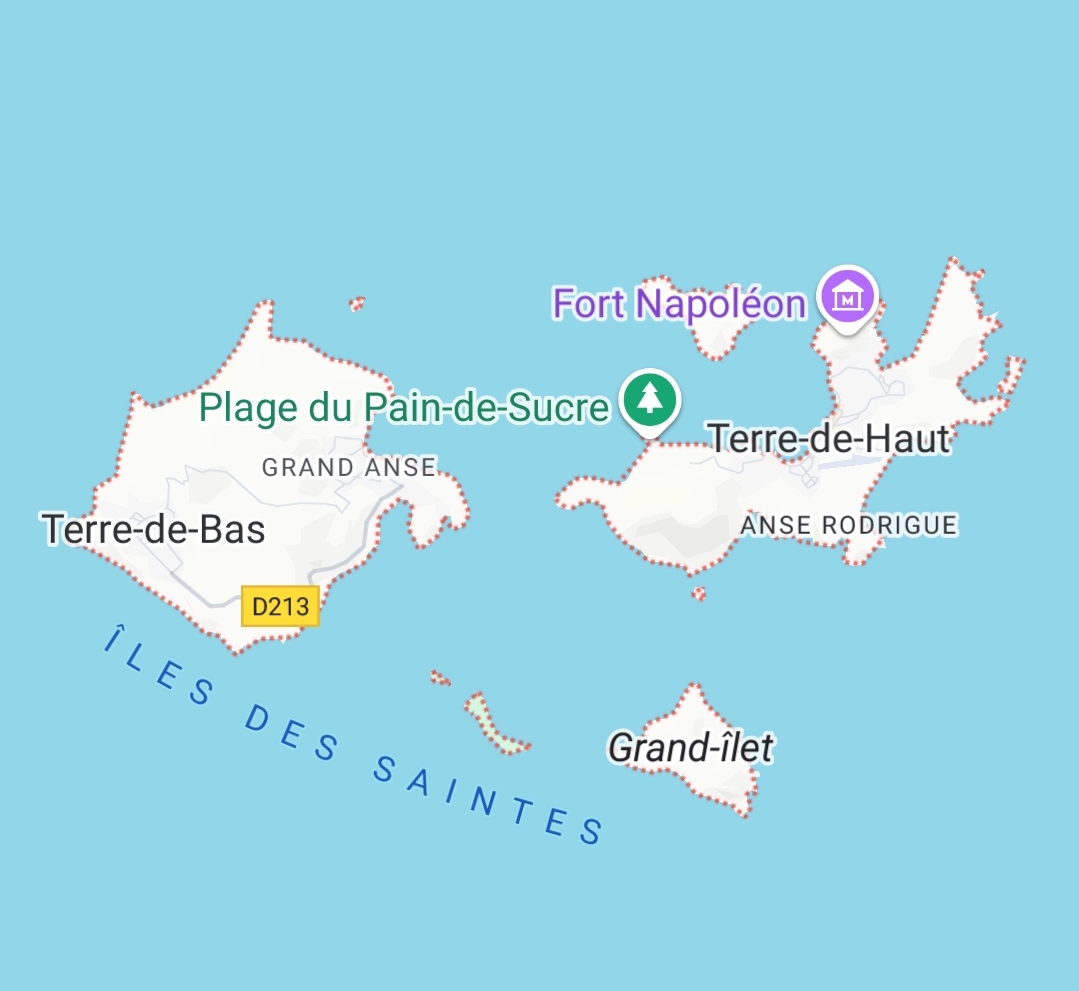 Fort Napoléon
Plage du Pain-de-Sucre
Terre-de-Haut
GRAND ANSE
Terre-de-Bas
ANSE RODRIGUE
D213
ÎLES DES SAINTES
Grand-îlet